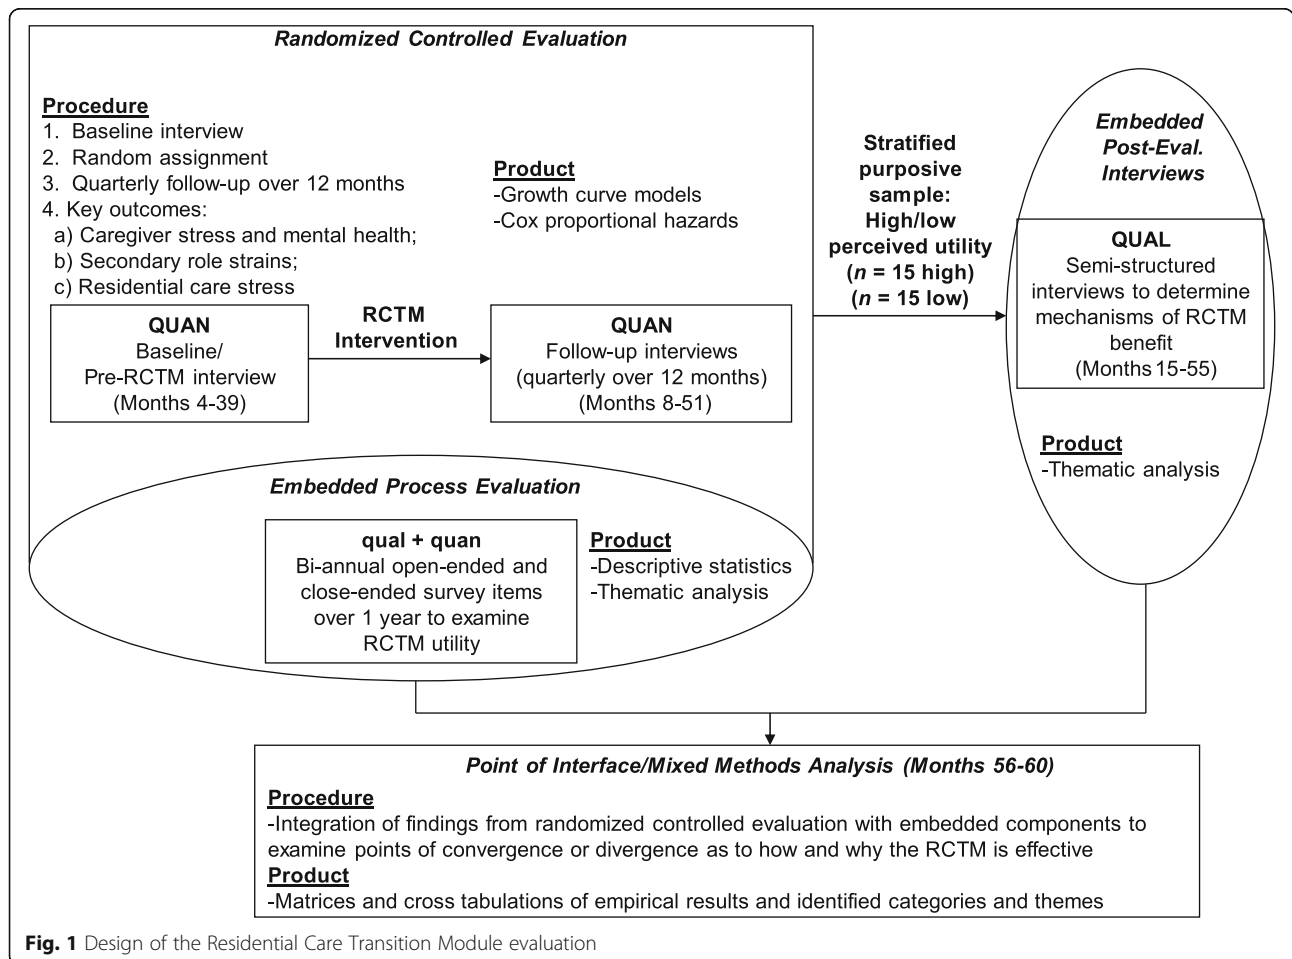 Randomized Controlled Evaluation
Procedure
1. Baseline interview
2. Random assignment
3. Quarterly follow-up over 12 months
4. Key outcomes:
a) Caregiver stress and mental health;
b) Secondary role strains;
c) Residential care stress
Product
-Growth curve models
-Cox proportional hazards
QUAN
Baseline/
Pre-RCTM interview
(Months 4-39)
RCTM
Intervention
QUAN
Follow-up interviews
(quarterly over 12 months)
(Months 8-51)
Stratified
purposive
sample:
High/low
perceived utility
(n = 15 high)
(n = 15 low)
Embedded
Post-Eval.
Interviews
QUAL
Semi-structured
interviews to determine
mechanisms of RCTM
benefit
(Months 15-55)
Product
-Thematic analysis
Embedded Process Evaluation
qual + quan
Bi-annual open-ended and
close-ended survey items
over 1 year to examine
RCTM utility
Product
-Descriptive statistics
-Thematic analysis
Point of Interface/Mixed Methods Analysis (Months 56-60)
Procedure
-Integration of findings from randomized controlled evaluation with embedded components to
examine points of convergence or divergence as to how and why the RCTM is effective
Product
-Matrices and cross tabulations of empirical results and identified categories and themes
Fig. 1 Design of the Residential Care Transition Module evaluation